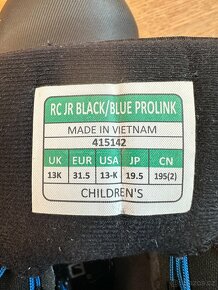 RC JR BLACK/BLUE PROLINK
MADE IN VIETNAM
415142
UK EUR USA JP CN
13K 31.5 13-K 19.5 195(2)
CHILDREN'S